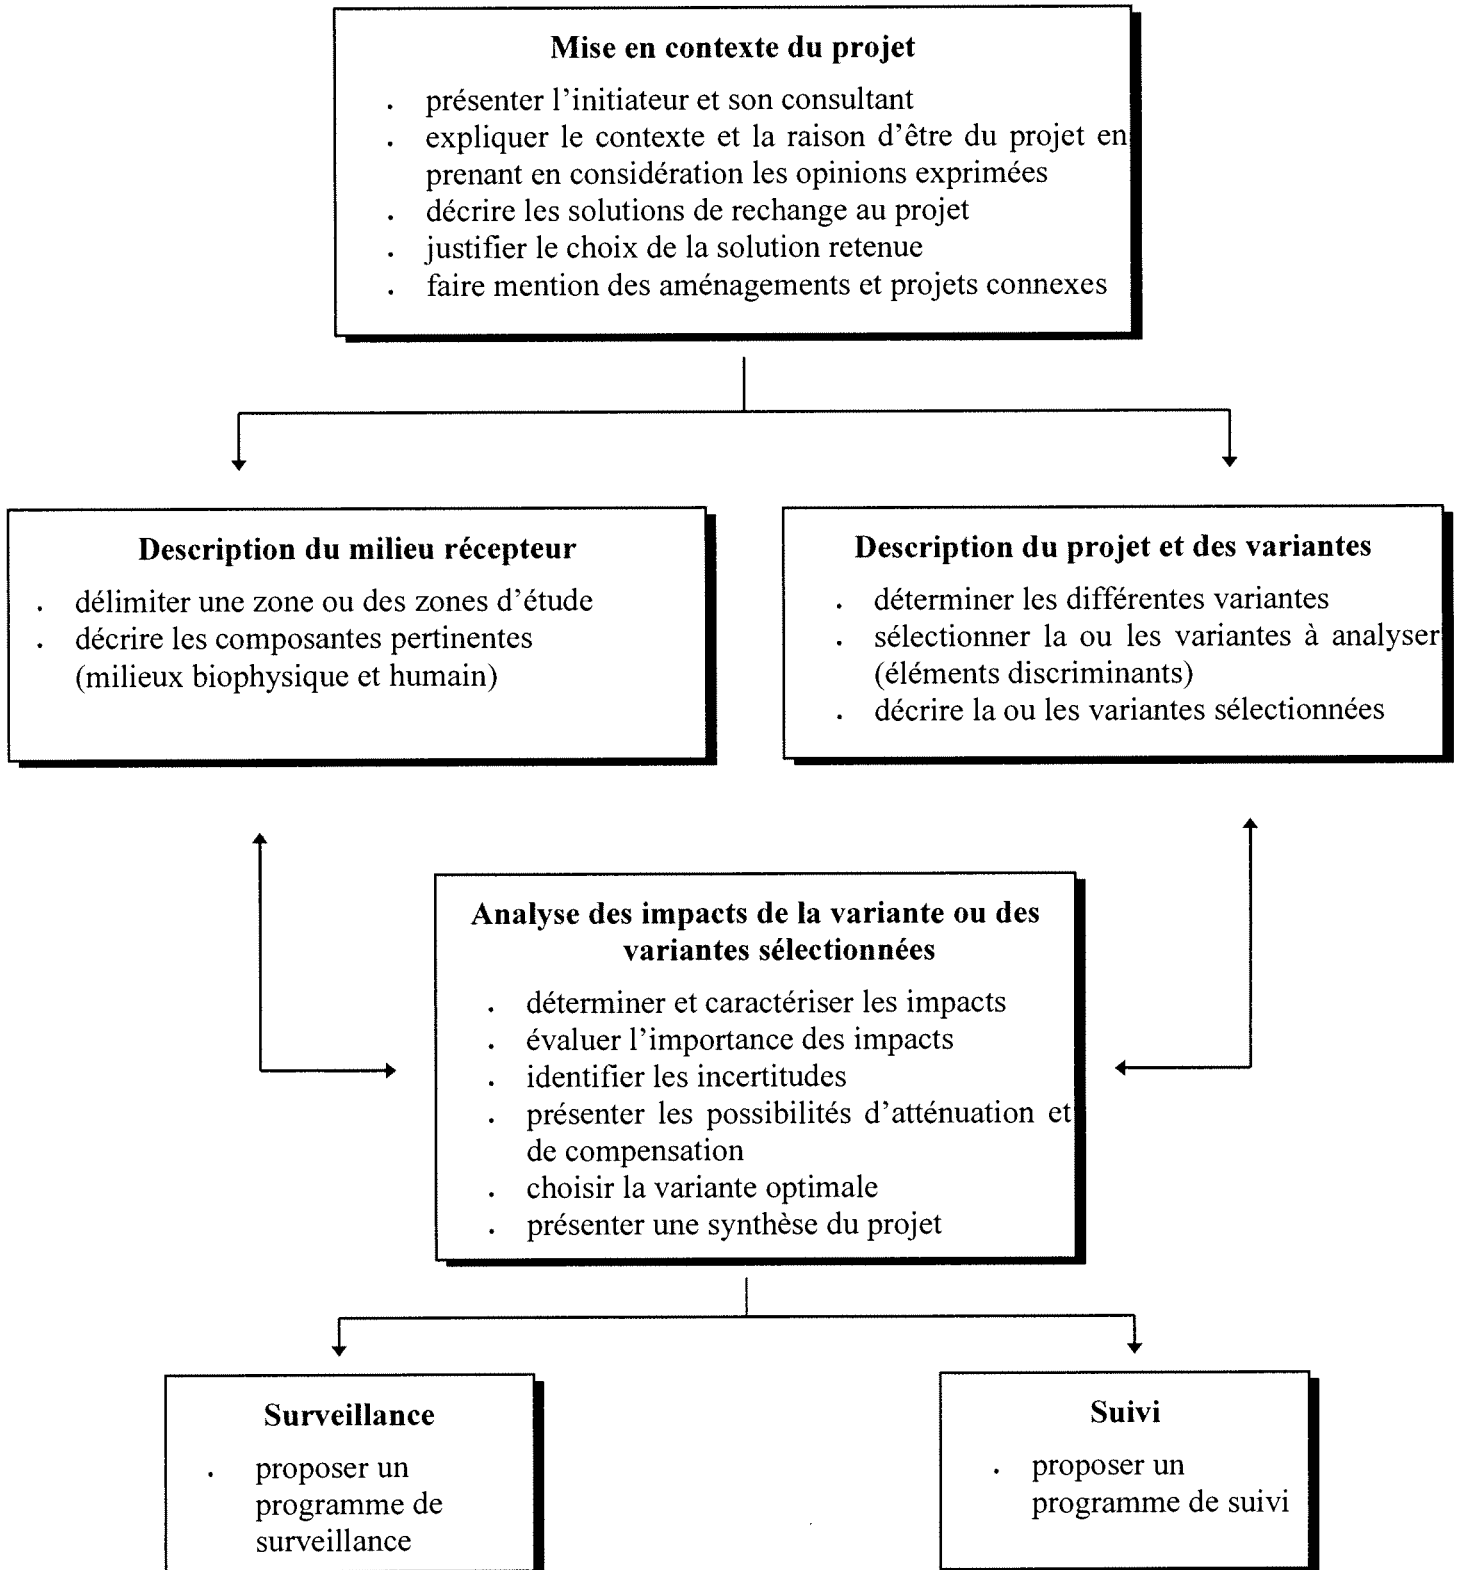 Mise en contexte du projet
. présenter l'initiateur et son consultant
. expliquer le contexte et la raison d'être du projet en
prenant en considération les opinions exprimées
. décrire les solutions de rechange au projet
. justifier le choix de la solution retenue
. faire mention des aménagements et projets connexes
Description du milieu récepteur
. délimiter une zone ou des zones d'étude
. décrire les composantes pertinentes
(milieux biophysique et humain)
Description du projet et des variantes
. déterminer les différentes variantes
. sélectionner la ou les variantes à analyser
(éléments discriminants)
. décrire la ou les variantes sélectionnées
Analyse des impacts de la variante ou des
variantes sélectionnées
. déterminer et caractériser les impacts
. évaluer l'importance des impacts
. identifier les incertitudes
. présenter les possibilités d'atténuation et
de compensation
. choisir la variante optimale
. présenter une synthèse du projet
Surveillance
. proposer un
programme de
surveillance
Suivi
. proposer un
programme de suivi